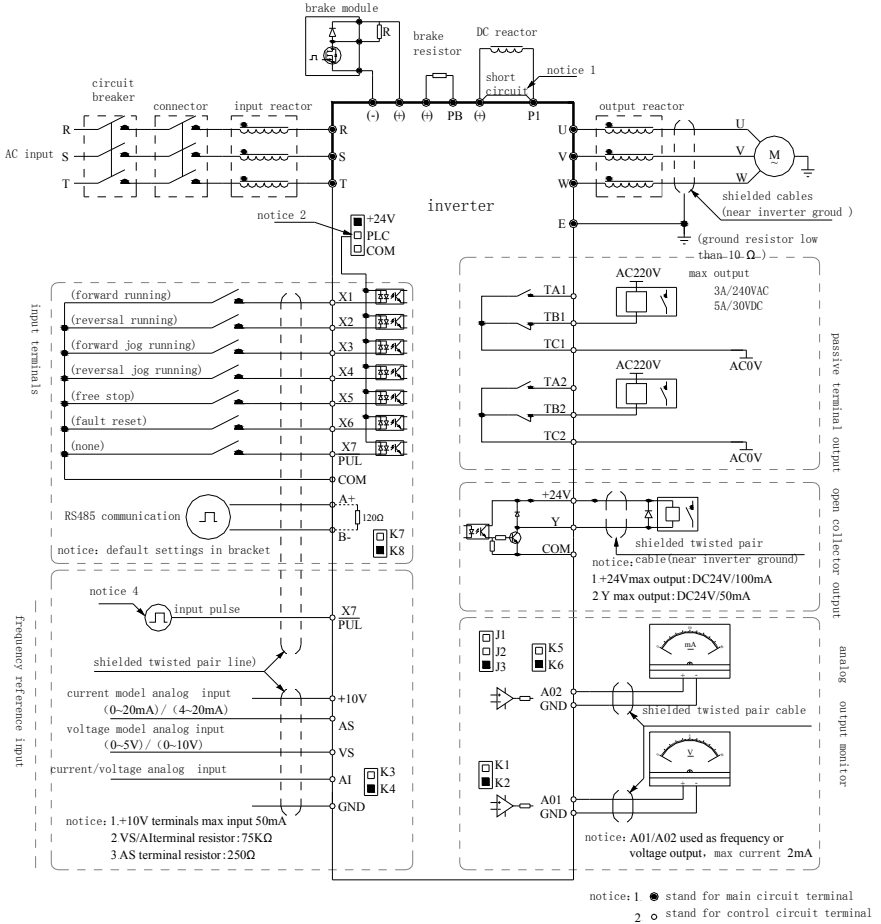 brake module
R
brake
resistor
DC reactor
notice 1
short
circuit
circuit
breaker
connector
input reactor
(-)
(+)
(+)
PB
(+)
P1
output reactor
R
S
T
AC input
R
S
T
U
V
W
U
V
W
M
~
inverter
shielded cables
(near inverter groud )
E
(ground resistor low
than 10 Ω )
notice 2
+24V
PLC
COM
input terminals
(forward running)
X1
(reversal running)
X2
(forward jog running)
X3
(reversal jog running)
X4
(free stop)
X5
(fault reset)
X6
(none)
X7
PUL
COM
RS485 communication
A+
120Ω
B-
K7
K8
notice: default settings in bracket
AC220V
max output
3A/240VAC
5A/30VDC
TA1
TB1
TC1
AC0V
AC220V
TA2
TB2
TC2
AC0V
passive terminal output
+24V
Y
COM
shielded twisted pair
cable(near inverter ground)
notice:
1.+24Vmax output:DC24V/100mA
2 Y max output:DC24V/50mA
open collector output
frequency reference input
notice 4
input pulse
X7
PUL
shielded twisted pair line)
current model analog input
(0~20mA) / (4~20mA)
+10V
AS
voltage model analog input
(0~5V) / (0~10V)
VS
current/voltage analog input
AI
K3
K4
GND
notice: 1.+10V terminals max input 50mA
2 VS/AIterminal resistor:75KΩ
3 AS terminal resistor:250Ω
J1
J2
J3
K5
K6
mA
+ -
A02
GND
shielded twisted pair cable
K1
K2
V
+ -
A01
GND
notice: A01/A02 used as frequency or
voltage output, max current 2mA
analog output monitor
notice: 1 stand for main circuit terminal
2 stand for control circuit terminal